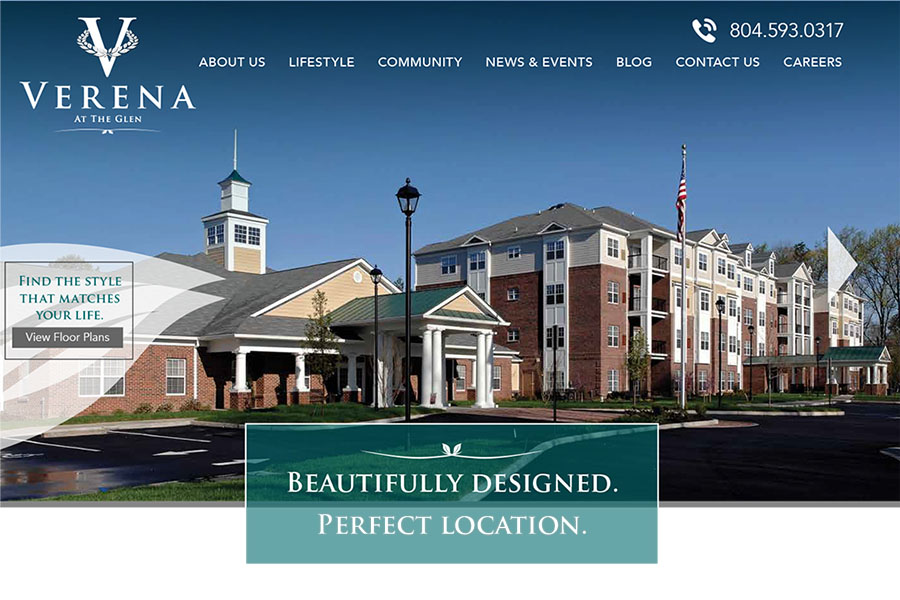 VERENA
AT THE GLEN
804.593.0317
ABOUT US LIFESTYLE COMMUNITY NEWS & EVENTS BLOG CONTACT US CAREERS
FIND THE STYLE
THAT MATCHES
YOUR LIFE.
View Floor Plans
BEAUTIFULLY DESIGNED.
PERFECT LOCATION.